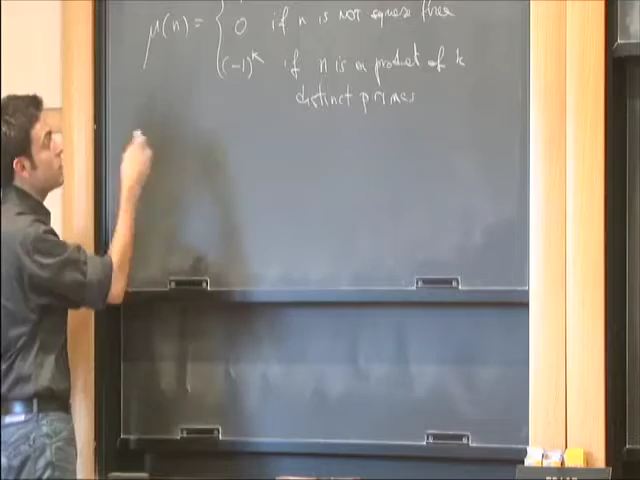 μ(n) = { 0 if n is not square free
(-1)^k if n is a product of k
distinct primes